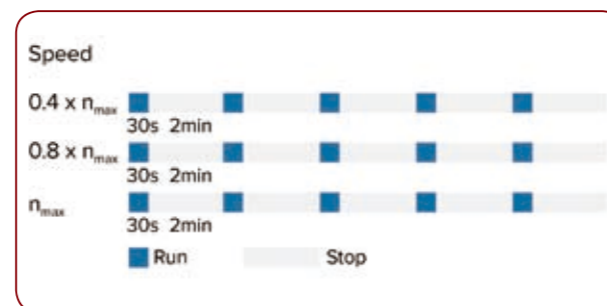 Speed
0.4 x nmax
30s 2min
0.8 x nmax
30s 2min
nmax
30s 2min
Run Stop